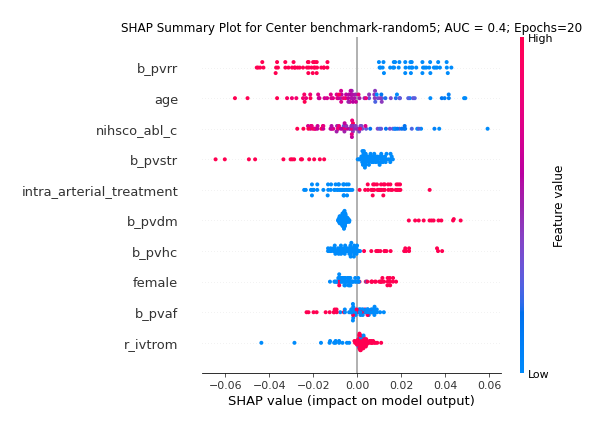 SHAP Summary Plot for Center benchmark-random5; AUC = 0.4; Epochs=20
High
b_pvrr
age
nihsco_abl_c
b_pvstr
intra_arterial_treatment
b_pvdm
b_pvhc
female
b_pvaf
r_ivtrom
Feature value
Low
−0.06 −0.04 −0.02 0.00 0.02 0.04 0.06
SHAP value (impact on model output)